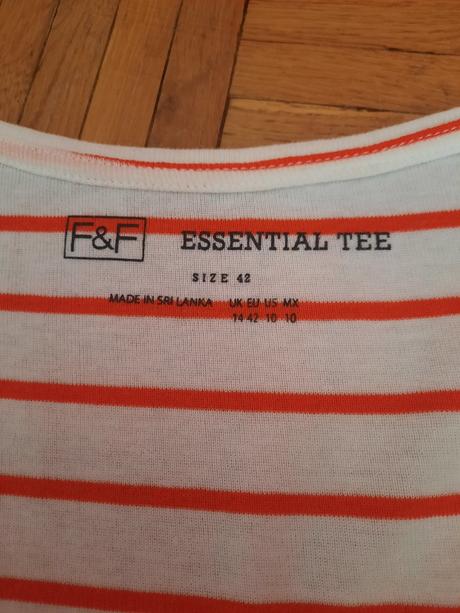 F&F ESSENTIAL TEE
SIZE 42
MADE IN SRI LANKA UK EU US MX
14 42 10 10